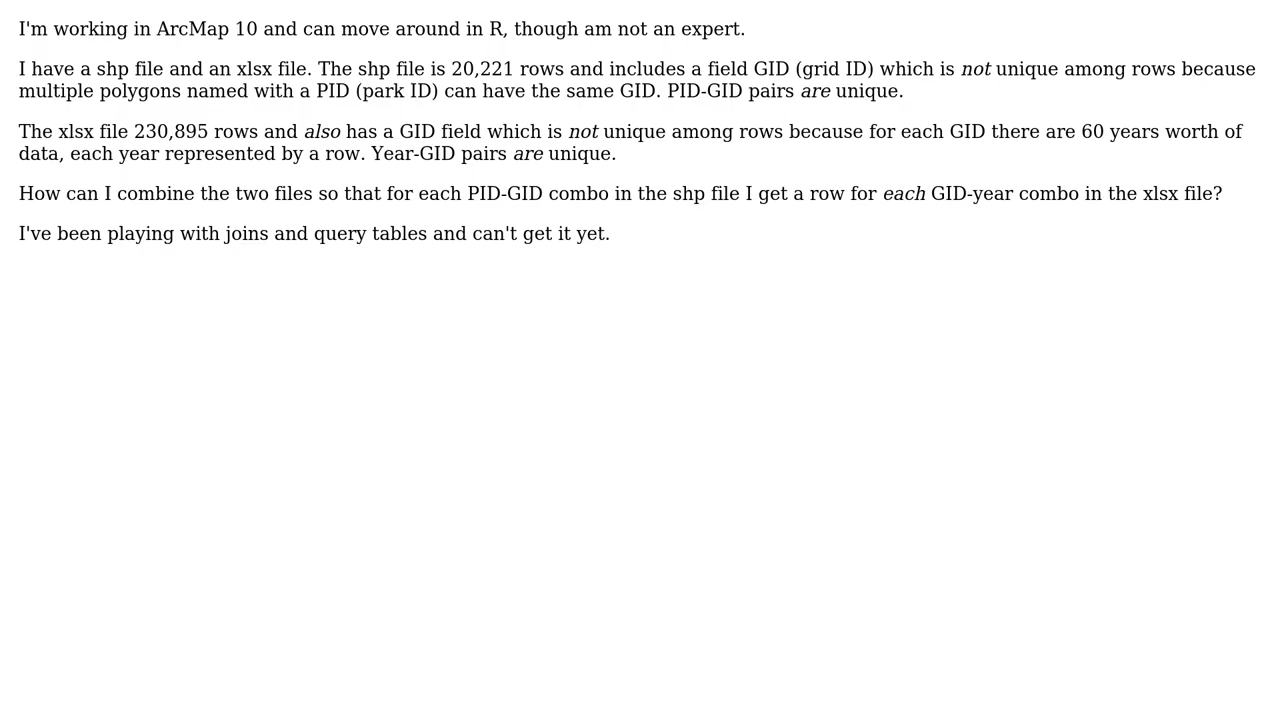 I'm working in ArcMap 10 and can move around in R, though am not an expert.
I have a shp file and an xlsx file. The shp file is 20,221 rows and includes a field GID (grid ID) which is not unique among rows because
multiple polygons named with a PID (park ID) can have the same GID. PID-GID pairs are unique.
The xlsx file 230,895 rows and also has a GID field which is not unique among rows because for each GID there are 60 years worth of
data, each year represented by a row. Year-GID pairs are unique.
How can I combine the two files so that for each PID-GID combo in the shp file I get a row for each GID-year combo in the xlsx file?
I've been playing with joins and query tables and can't get it yet.